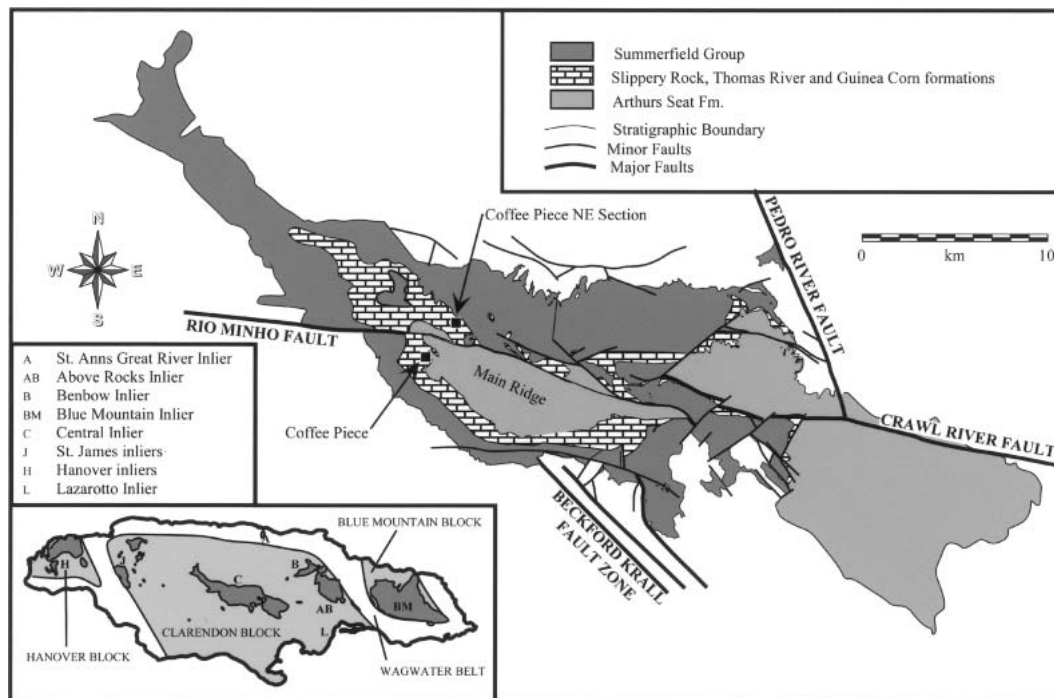 Summerfield Group
Slippery Rock, Thomas River and Guinea Corn formations
Arthurs Seat Fm.
Stratigraphic Boundary
Minor Faults
Major Faults
Coffee Piece NE Section
PEDRO RIVER FAULT
0 km 10
N
W E
S
RIO MINHO FAULT
Main Ridge
Coffee Piece
CRAWL RIVER FAULT
BECKFORD KRALL
FAULT ZONE
A St. Anns Great River Inlier
AB Above Rocks Inlier
B Benbow Inlier
BM Blue Mountain Inlier
C Central Inlier
J St. James inliers
H Hanover inliers
L Lazarotto Inlier
BLUE MOUNTAIN BLOCK
A
J
H
B
C
BM
AB
L
CLARENDON BLOCK
HANOVER BLOCK
WAGWATER BELT